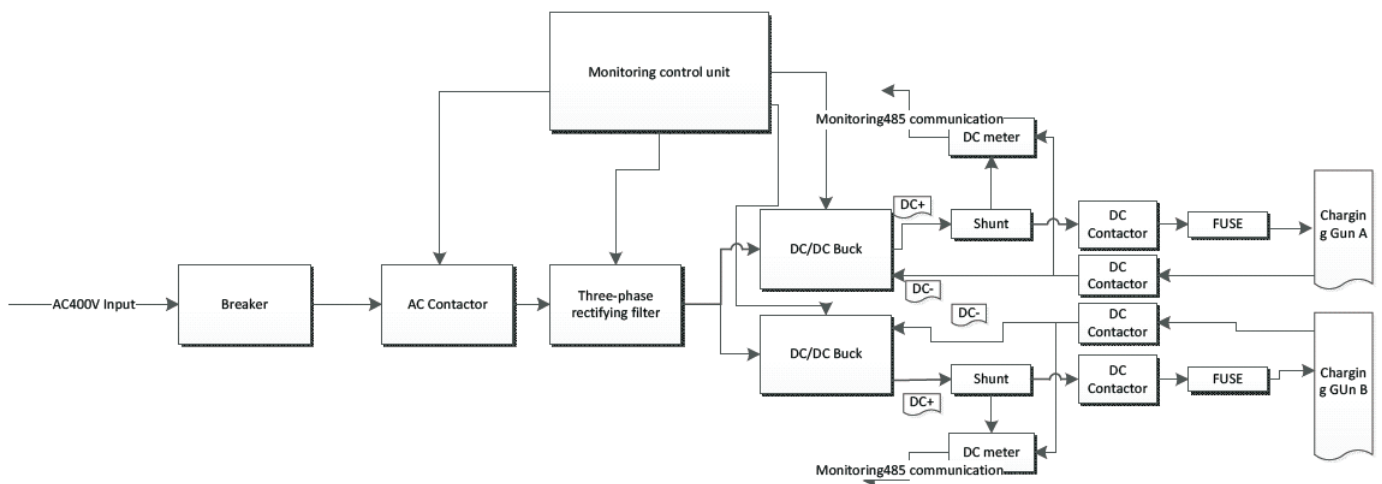 Monitoring control unit
Monitoring485 communication
DC meter
DC+
Shunt
DC
Contactor
FUSE
Chargin
g Gun A
DC/DC Buck
DC
Contactor
DC-
AC400V Input
Breaker
AC Contactor
Three-phase
rectifying filter
DC-
DC
Contactor
DC/DC Buck
Shunt
DC
Contactor
FUSE
Chargin
g GUn B
DC+
DC meter
Monitoring485 communication